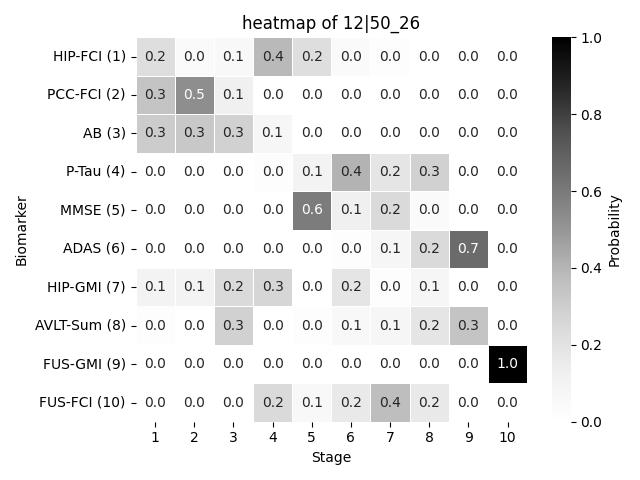 heatmap of 12|50_26
HIP-FCI (1) 0.2 0.0 0.1 0.4 0.2 0.0 0.0 0.0 0.0 0.0
PCC-FCI (2) 0.3 0.5 0.1 0.0 0.0 0.0 0.0 0.0 0.0 0.0
AB (3) 0.3 0.3 0.3 0.1 0.0 0.0 0.0 0.0 0.0 0.0
P-Tau (4) 0.0 0.0 0.0 0.0 0.1 0.4 0.2 0.3 0.0 0.0
MMSE (5) 0.0 0.0 0.0 0.0 0.6 0.1 0.2 0.0 0.0 0.0
ADAS (6) 0.0 0.0 0.0 0.0 0.0 0.0 0.1 0.2 0.7 0.0
HIP-GMI (7) 0.1 0.1 0.2 0.3 0.0 0.2 0.0 0.1 0.0 0.0
AVLT-Sum (8) 0.0 0.0 0.3 0.0 0.0 0.1 0.1 0.2 0.3 0.0
FUS-GMI (9) 0.0 0.0 0.0 0.0 0.0 0.0 0.0 0.0 0.0 1.0
FUS-FCI (10) 0.0 0.0 0.0 0.2 0.1 0.2 0.4 0.2 0.0 0.0
1 2 3 4 5 6 7 8 9 10
Stage
Biomarker
1.0
0.8
0.6
0.4
0.2
0.0
Probability